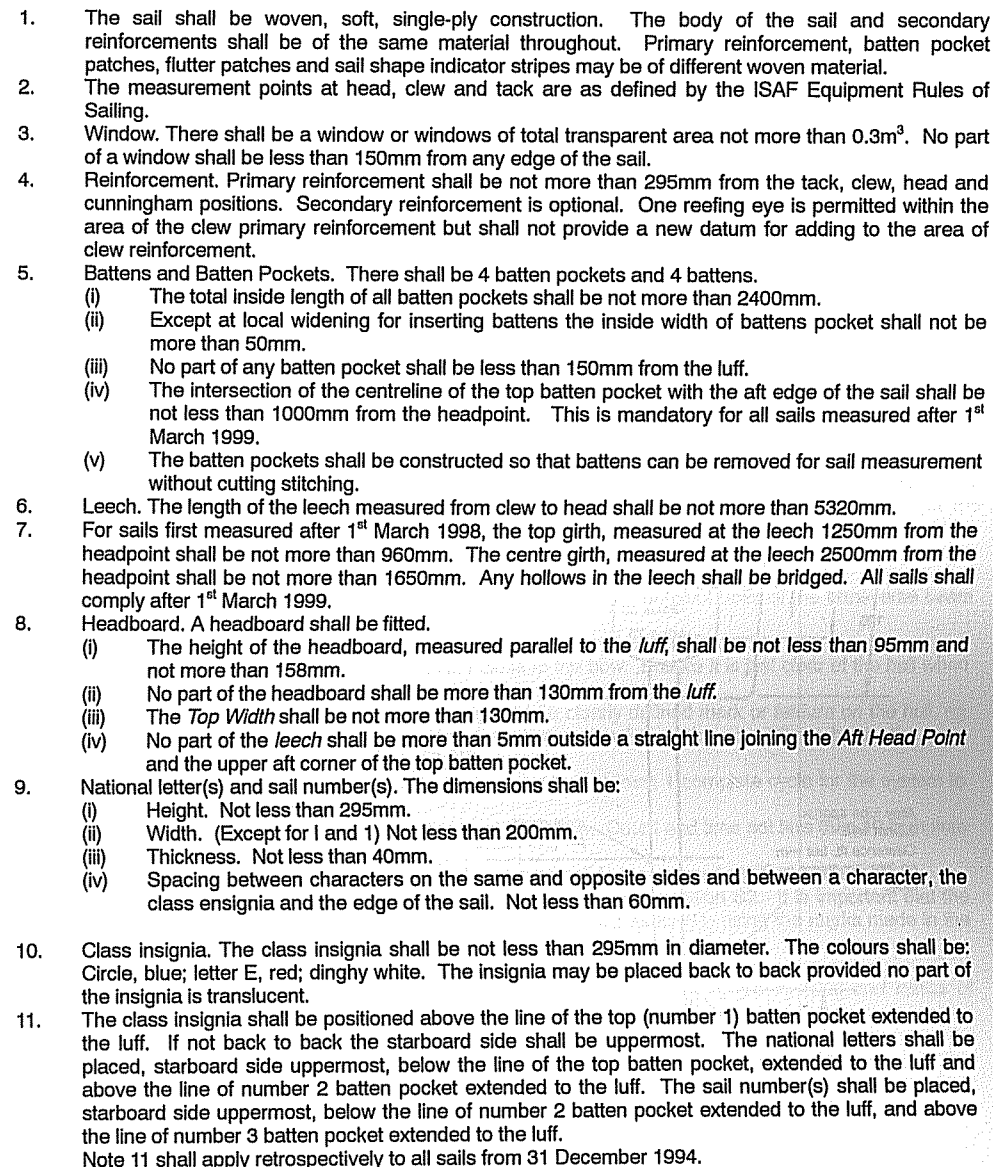 1. The sail shall be woven, soft, single-ply construction. The body of the sail and secondary
reinforcements shall be of the same material throughout. Primary reinforcement, batten pocket
patches, flutter patches and sail shape indicator stripes may be of different woven material.
2. The measurement points at head, clew and tack are as defined by the ISAF Equipment Rules of
Sailing.
3. Window. There shall be a window or windows of total transparent area not more than 0.3m³. No part
of a window shall be less than 150mm from any edge of the sail.
4. Reinforcement. Primary reinforcement shall be not more than 295mm from the tack, clew, head and
cunningham positions. Secondary reinforcement is optional. One reefing eye is permitted within the
area of the clew primary reinforcement but shall not provide a new datum for adding to the area of
clew reinforcement.
5. Battens and Batten Pockets. There shall be 4 batten pockets and 4 battens.
(i) The total inside length of all batten pockets shall be not more than 2400mm.
(ii) Except at local widening for inserting battens the inside width of battens pocket shall not be
more than 50mm.
(iii) No part of any batten pocket shall be less than 150mm from the luff.
(iv) The intersection of the centreline of the top batten pocket with the aft edge of the sail shall be
not less than 1000mm from the headpoint. This is mandatory for all sails measured after 1st
March 1999.
(v) The batten pockets shall be constructed so that battens can be removed for sail measurement
without cutting stitching.
6. Leech. The length of the leech measured from clew to head shall be not more than 5320mm.
7. For sails first measured after 1st March 1998, the top girth, measured at the leech 1250mm from the
headpoint shall be not more than 960mm. The centre girth, measured at the leech 2500mm from the
headpoint shall be not more than 1650mm. Any hollows in the leech shall be bridged. All sails shall
comply after 1st March 1999.
8. Headboard. A headboard shall be fitted.
(i) The height of the headboard, measured parallel to the luff, shall be not less than 95mm and
not more than 158mm.
(ii) No part of the headboard shall be more than 130mm from the luff.
(iii) The Top Width shall be not more than 130mm.
(iv) No part of the leech shall be more than 5mm outside a straight line joining the Aft Head Point
and the upper aft corner of the top batten pocket.
9. National letter(s) and sail number(s). The dimensions shall be:
(i) Height. Not less than 295mm.
(ii) Width. (Except for I and 1) Not less than 200mm.
(iii) Thickness. Not less than 40mm.
(iv) Spacing between characters on the same and opposite sides and between a character, the
class ensignia and the edge of the sail. Not less than 60mm.
10. Class insignia. The class insignia shall be not less than 295mm in diameter. The colours shall be:
Circle, blue; letter E, red; dinghy white. The insignia may be placed back to back provided no part of
the insignia is translucent.
11. The class insignia shall be positioned above the line of the top (number 1) batten pocket extended to
the luff. If not back to back the starboard side shall be uppermost. The national letters shall be
placed, starboard side uppermost, below the line of the top batten pocket, extended to the luff and
above the line of number 2 batten pocket extended to the luff. The sail number(s) shall be placed,
starboard side uppermost, below the line of number 2 batten pocket extended to the luff, and above
the line of number 3 batten pocket extended to the luff.
Note 11 shall apply retrospectively to all sails from 31 December 1994.